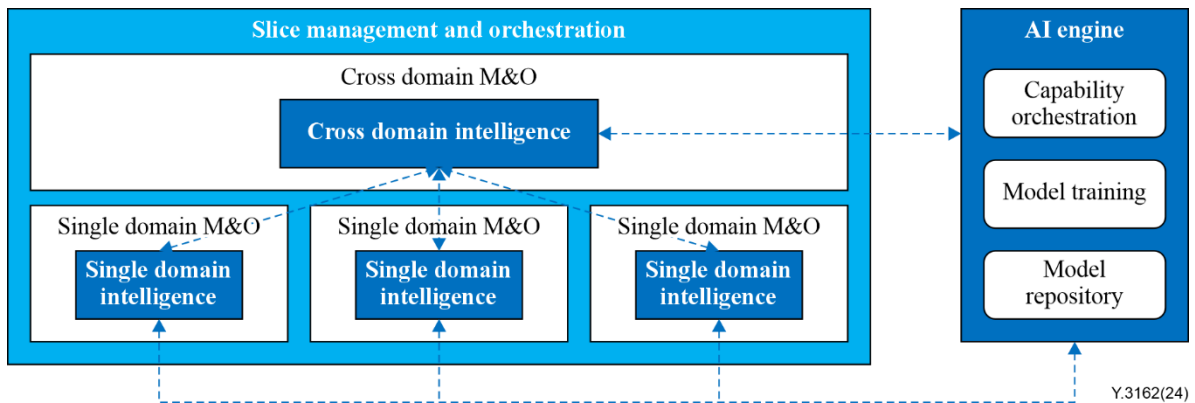 Slice management and orchestration
Cross domain M&O
Cross domain intelligence
Single domain M&O
Single domain
intelligence
Single domain M&O
Single domain
intelligence
Single domain M&O
Single domain
intelligence
AI engine
Capability
orchestration
Model training
Model
repository
Y.3162(24)